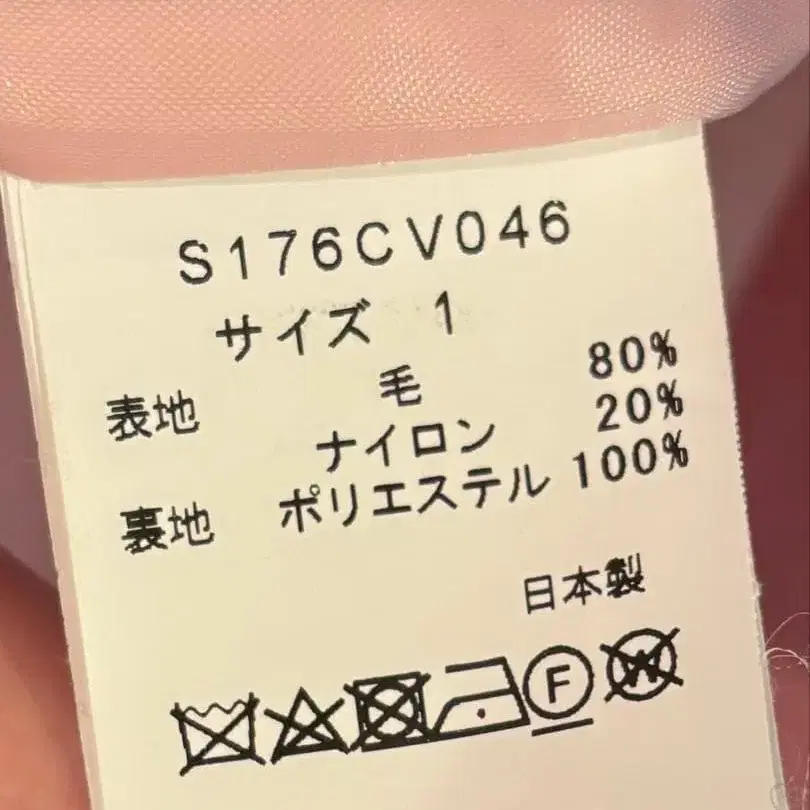 S176CV046
サイズ 1
表地 毛 80%
ナイロン 20%
裏地 ポリエステル 100%
日本製
F W